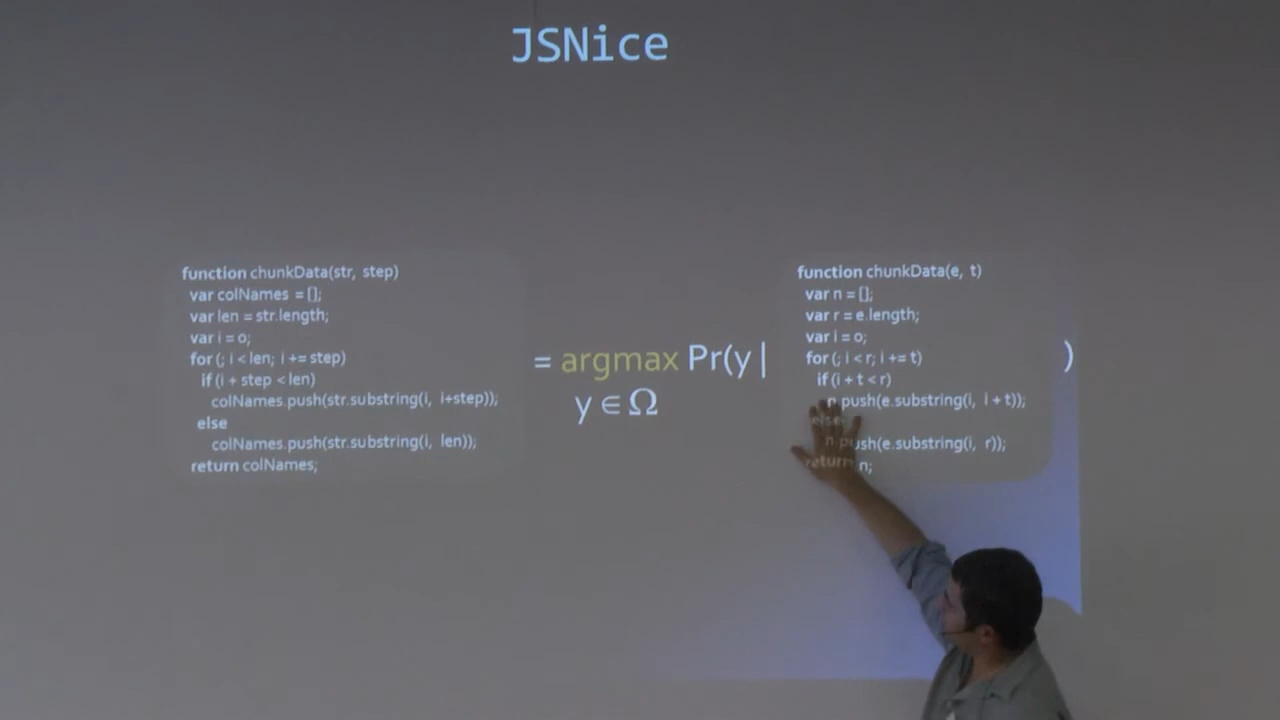 JSNice
function chunkData(str, step)
var colNames = [];
var len = str.length;
var i = 0;
for (; i < len; i += step)
if (i + step < len)
colNames.push(str.substring(i, i+step));
else
colNames.push(str.substring(i, len));
return colNames;
= argmax Pr(y |
y ∈ Ω
function chunkData(e, t)
var n = [];
var r = e.length;
var i = 0;
for (; i < r; i += t)
if (i + t < r)
n.push(e.substring(i, i + t));
else
n.push(e.substring(i, r));
return n;
)